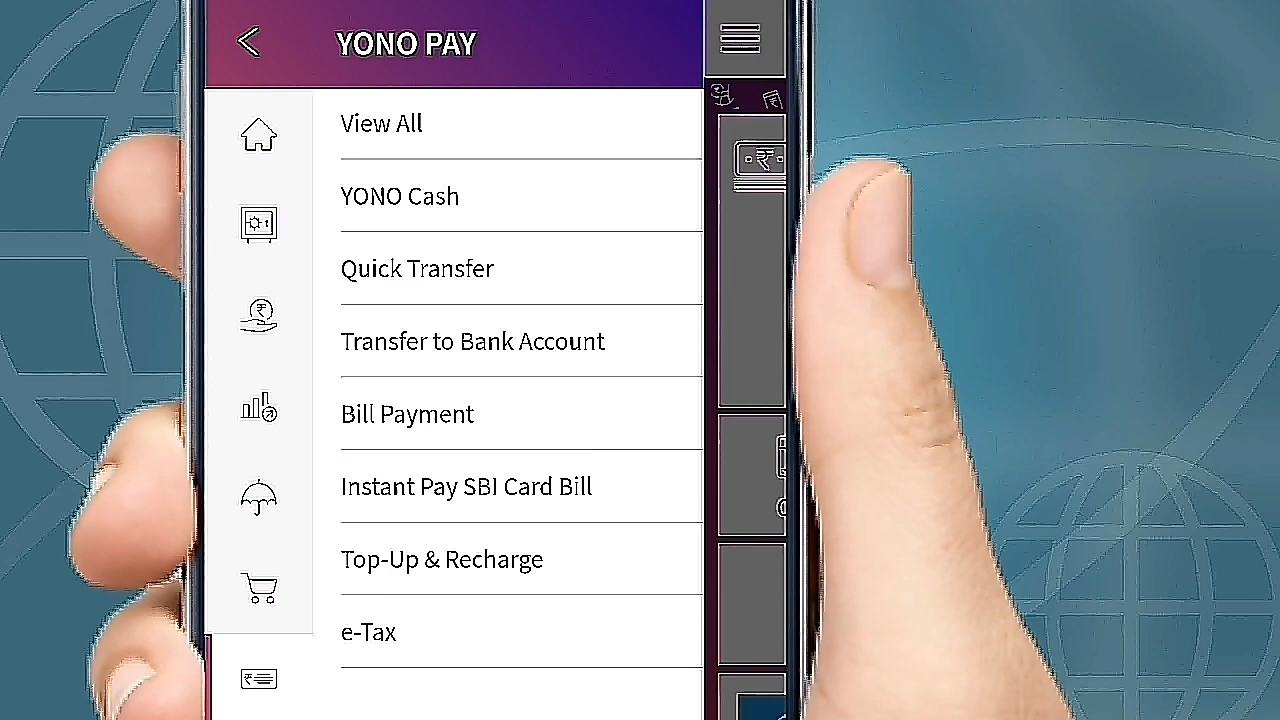 YONO PAY
View All
YONO Cash
Quick Transfer
Transfer to Bank Account
Bill Payment
Instant Pay SBI Card Bill
Top-Up & Recharge
e-Tax